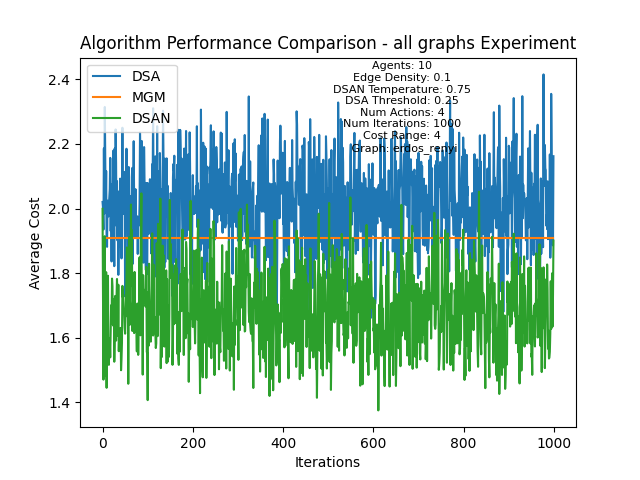 Algorithm Performance Comparison - all graphs Experiment
DSA
MGM
DSAN
Agents: 10
Edge Density: 0.1
DSAN Temperature: 0.75
DSA Threshold: 0.25
Num Actions: 4
Num Iterations: 1000
Cost Range: 4
Graph: erdos_renyi
Average Cost
2.4
2.2
2.0
1.8
1.6
1.4
0
200
400
600
800
1000
Iterations